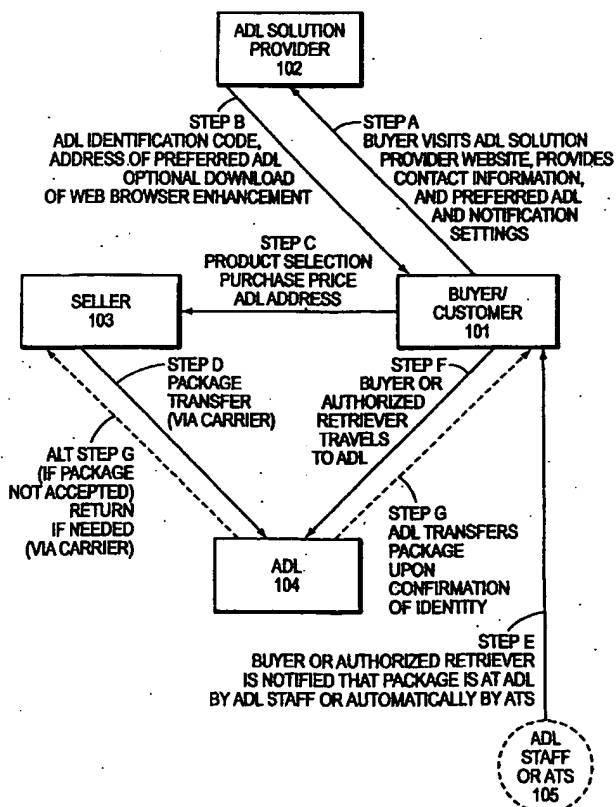 ADL SOLUTION
PROVIDER
102
STEP B
ADL IDENTIFICATION CODE,
ADDRESS OF PREFERRED ADL
OPTIONAL DOWNLOAD
OF WEB BROWSER ENHANCEMENT
STEP A
BUYER VISITS ADL SOLUTION
PROVIDER WEBSITE, PROVIDES
CONTACT INFORMATION,
AND PREFERRED ADL
AND NOTIFICATION
SETTINGS
STEP C
PRODUCT SELECTION
PURCHASE PRICE
ADL ADDRESS
SELLER
103
BUYER/
CUSTOMER
101
STEP D
PACKAGE
TRANSFER
(VIA CARRIER)
STEP F
BUYER OR
AUTHORIZED
RETRIEVER
TRAVELS
TO ADL
ALT STEP G
(IF PACKAGE
NOT ACCEPTED)
RETURN
IF NEEDED
(VIA CARRIER)
STEP G
ADL TRANSFERS
PACKAGE
UPON
CONFIRMATION
OF IDENTITY
ADL
104
STEP E
BUYER OR AUTHORIZED RETRIEVER
IS NOTIFIED THAT PACKAGE IS AT ADL
BY ADL STAFF OR AUTOMATICALLY BY ATS
ADL
STAFF
OR ATS
105